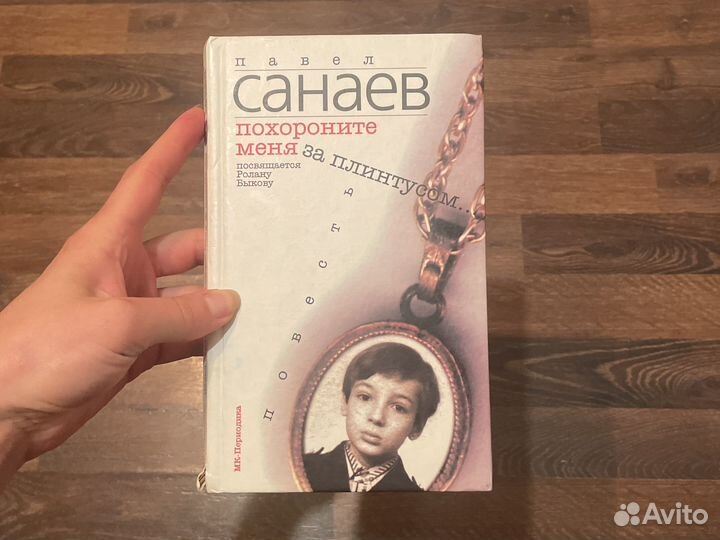 павел
САНАЕВ
похороните
меня
за плинтусом...
посвящается
Ролану
Быкову
повесть
МК-Периодика
Avito